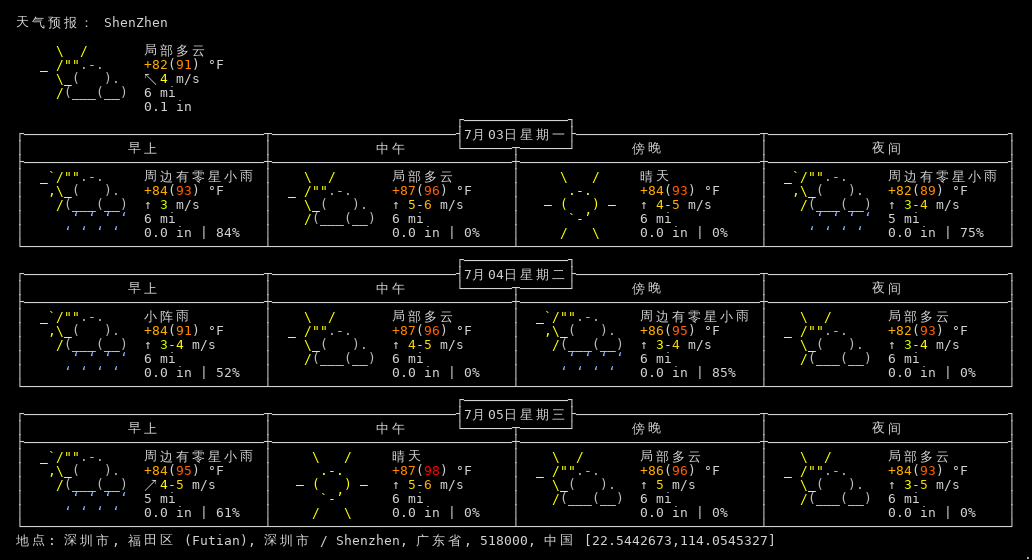 天气预报： ShenZhen
局部多云
+82(91) °F
↖ 4 m/s
6 mi
0.1 in
7月03日星期一
早上 中午 傍晚 夜间
周边有零星小雨 局部多云 晴天 周边有零星小雨
+84(93) °F +87(96) °F +84(93) °F +82(89) °F
↑ 3 m/s ↑ 5-6 m/s ↑ 4-5 m/s ↑ 3-4 m/s
6 mi 6 mi 6 mi 5 mi
0.0 in | 84% 0.0 in | 0% 0.0 in | 0% 0.0 in | 75%
7月04日星期二
早上 中午 傍晚 夜间
小阵雨 局部多云 周边有零星小雨 局部多云
+84(91) °F +87(96) °F +86(95) °F +82(93) °F
↑ 3-4 m/s ↑ 4-5 m/s ↑ 3-4 m/s ↑ 3-4 m/s
6 mi 6 mi 6 mi 6 mi
0.0 in | 52% 0.0 in | 0% 0.0 in | 85% 0.0 in | 0%
7月05日星期三
早上 中午 傍晚 夜间
周边有零星小雨 晴天 局部多云 局部多云
+84(95) °F +87(98) °F +86(96) °F +84(93) °F
↗ 4-5 m/s ↑ 5-6 m/s ↑ 5 m/s ↑ 3-5 m/s
5 mi 6 mi 6 mi 6 mi
0.0 in | 61% 0.0 in | 0% 0.0 in | 0% 0.0 in | 0%
地点: 深圳市, 福田区 (Futian), 深圳市 / Shenzhen, 广东省, 518000, 中国 [22.5442673,114.0545327]